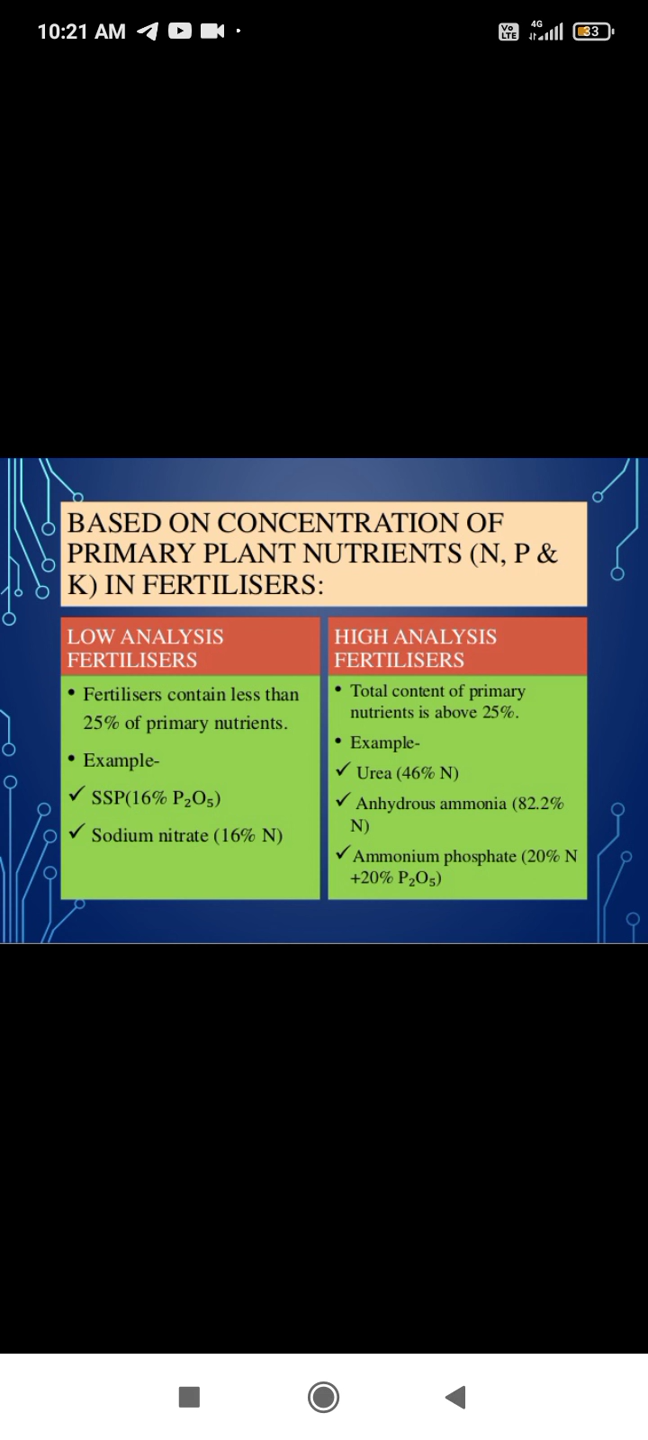 10:21 AM
Vo LTE
4G
33
BASED ON CONCENTRATION OF
PRIMARY PLANT NUTRIENTS (N, P &
K) IN FERTILISERS:
LOW ANALYSIS
FERTILISERS
• Fertilisers contain less than
25% of primary nutrients.
• Example-
✓ SSP(16% P₂O₅)
✓ Sodium nitrate (16% N)
HIGH ANALYSIS
FERTILISERS
• Total content of primary
nutrients is above 25%.
• Example-
✓ Urea (46% N)
✓ Anhydrous ammonia (82.2%
N)
✓Ammonium phosphate (20% N
+20% P₂O₅)